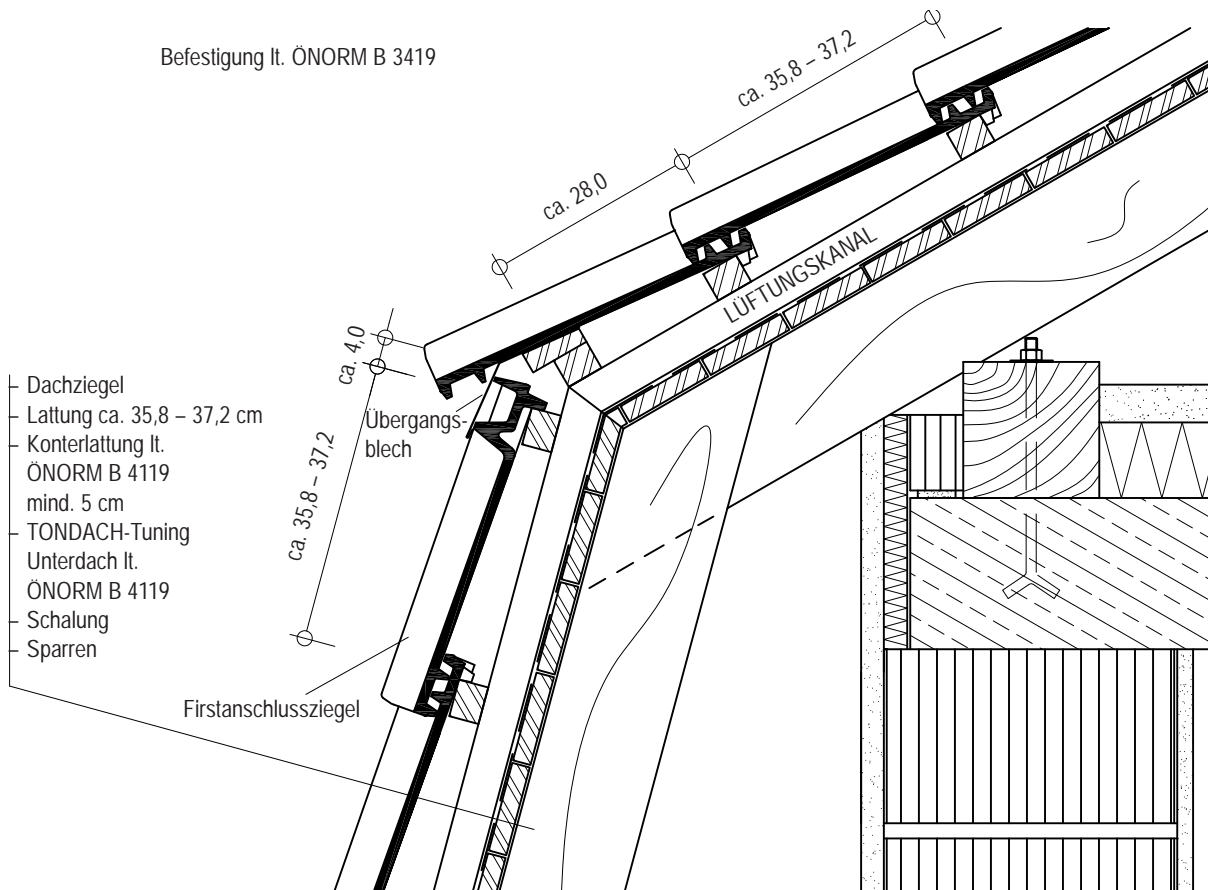 Befestigung lt. ÖNORM B 3419
ca. 35,8 – 37,2
ca. 28,0
LÜFTUNGSKANAL
ca. 4,0
Übergangs-
blech
ca. 35,8 – 37,2
– Dachziegel
– Lattung ca. 35,8 – 37,2 cm
– Konterlattung lt.
ÖNORM B 4119
mind. 5 cm
– TONDACH-Tuning
Unterdach lt.
ÖNORM B 4119
– Schalung
– Sparren
Firstanschlussziegel